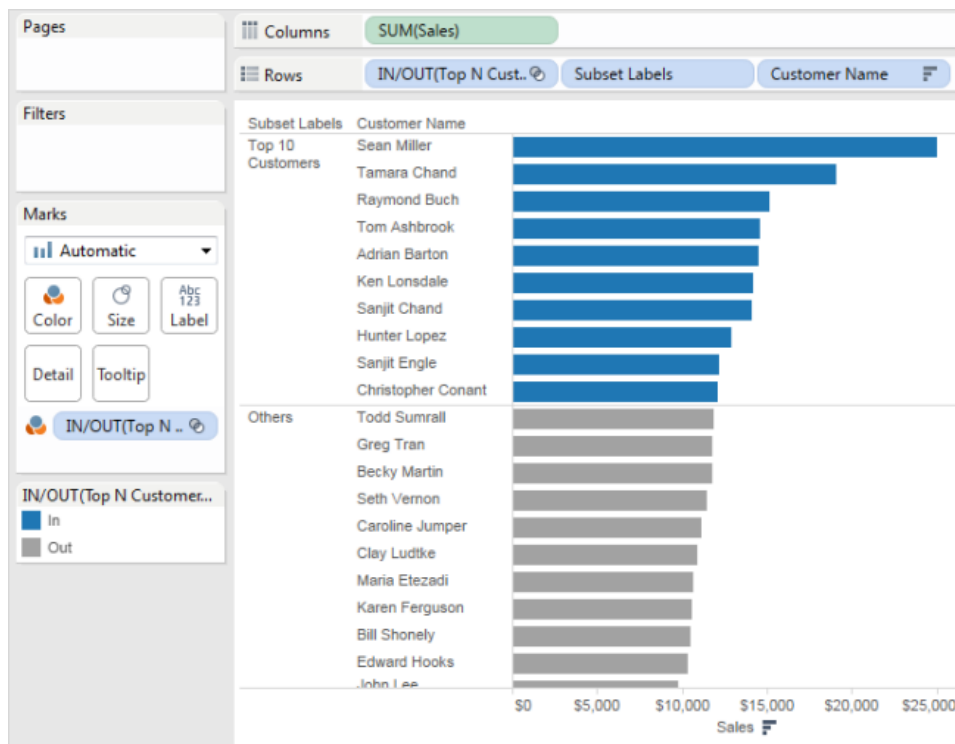 Pages
Columns SUM(Sales)
Rows IN/OUT(Top N Cust.. Subset Labels Customer Name
Filters
Marks
Automatic
Color Size Abc 123 Label
Detail Tooltip
IN/OUT(Top N ..
IN/OUT(Top N Customer...
In
Out
Subset Labels Customer Name
Top 10 Customers Sean Miller
Tamara Chand
Raymond Buch
Tom Ashbrook
Adrian Barton
Ken Lonsdale
Sanjit Chand
Hunter Lopez
Sanjit Engle
Christopher Conant
Others Todd Sumrall
Greg Tran
Becky Martin
Seth Vernon
Caroline Jumper
Clay Ludtke
Maria Etezadi
Karen Ferguson
Bill Shonely
Edward Hooks
John Lee
$0 $5,000 $10,000 $15,000 $20,000 $25,000
Sales